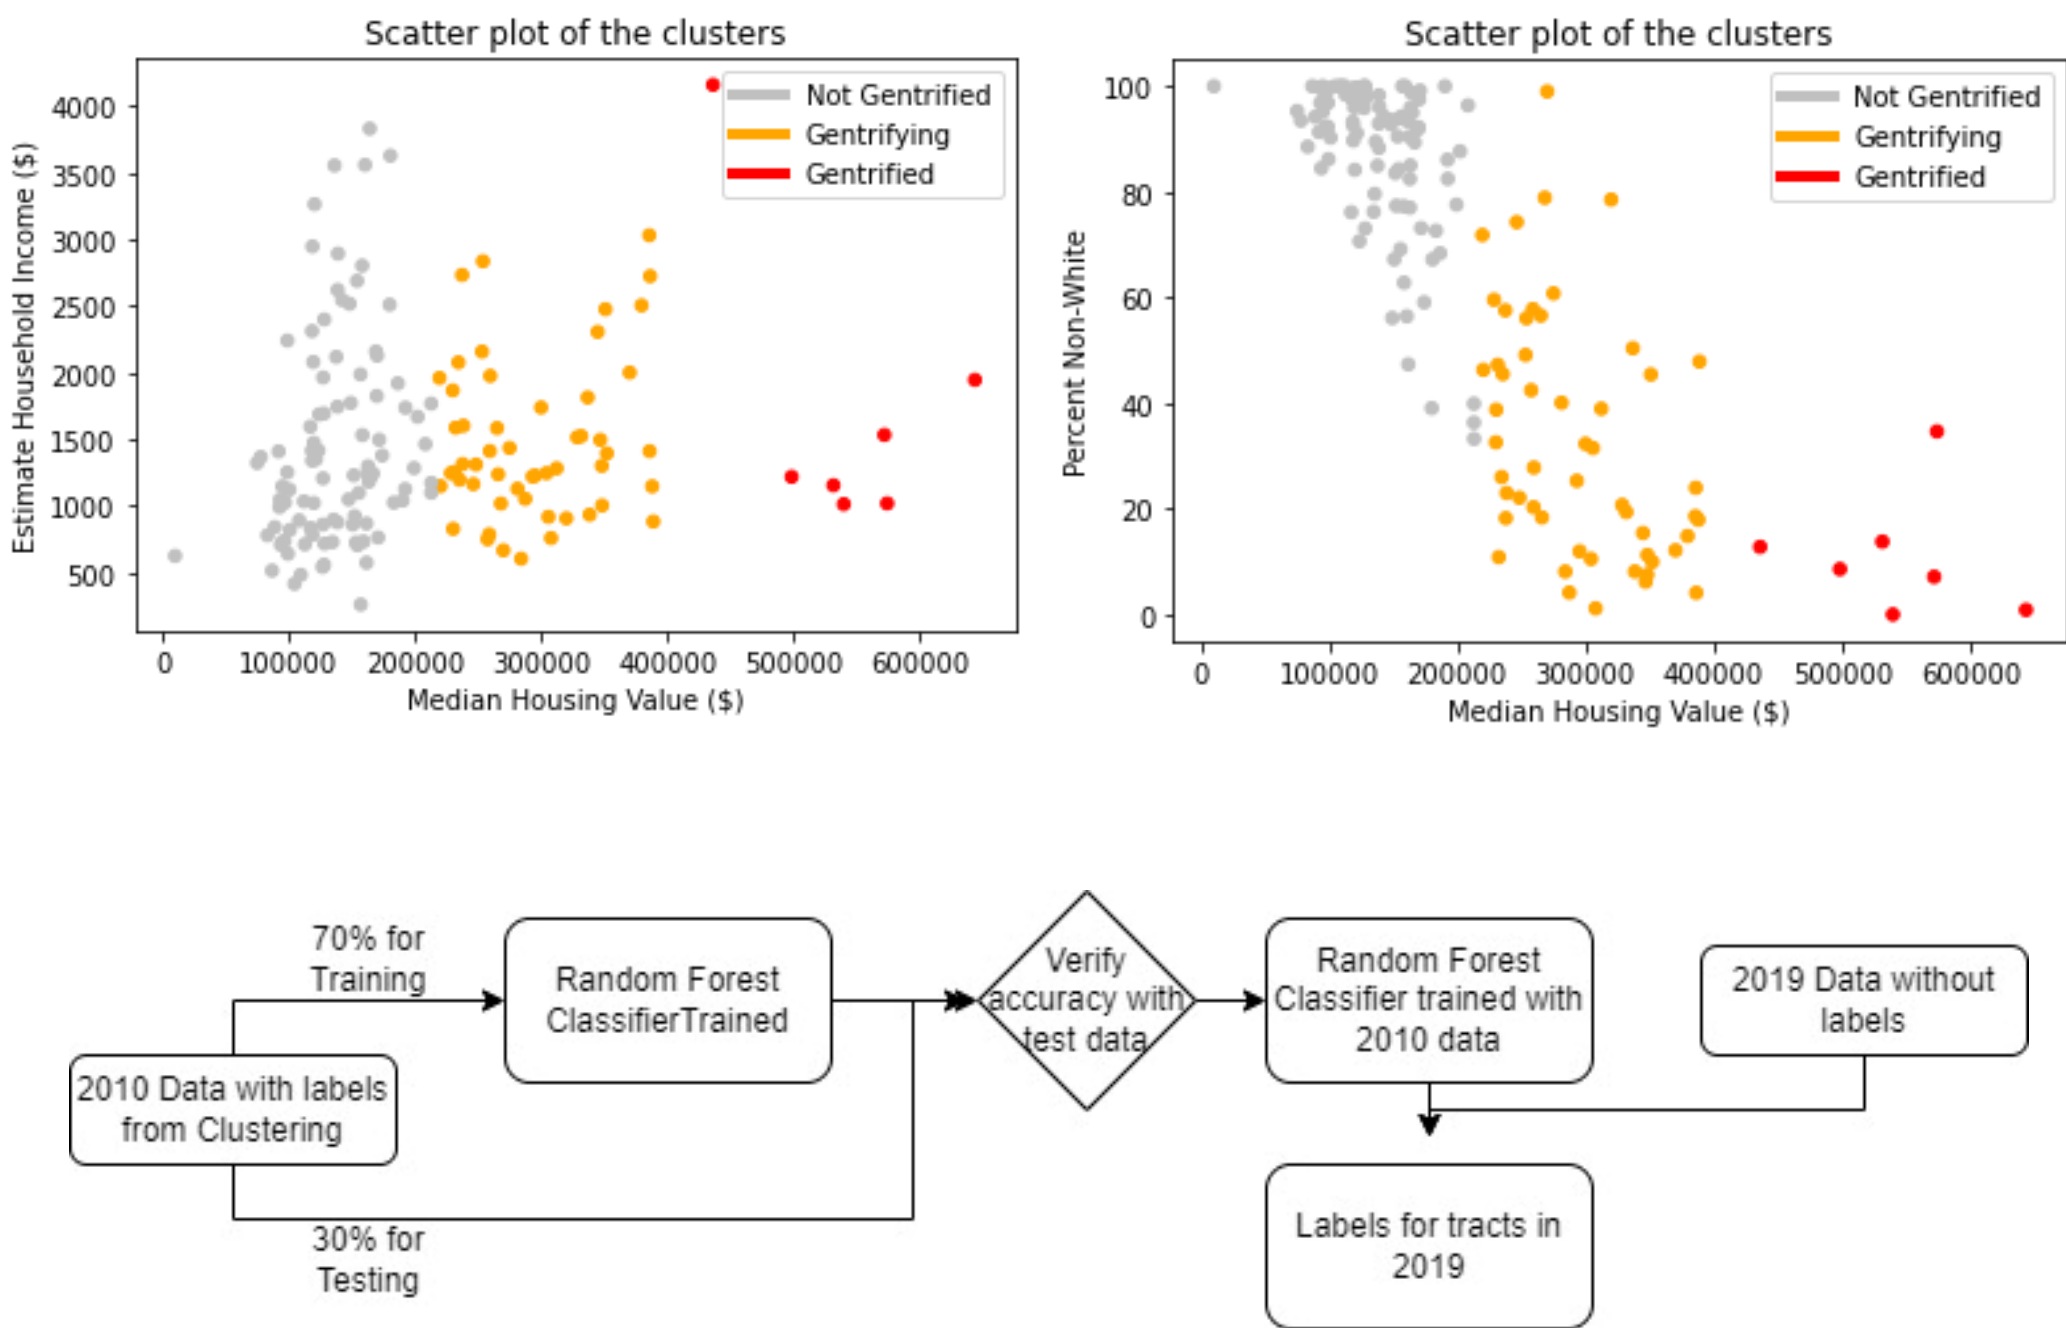 Scatter plot of the clusters
Estimate Household Income ($)
4000
3500
3000
2500
2000
1500
1000
500
Not Gentrified
Gentrifying
Gentrified
0 100000 200000 300000 400000 500000 600000
Median Housing Value ($)
Scatter plot of the clusters
Percent Non-White
100
80
60
40
20
0
Not Gentrified
Gentrifying
Gentrified
0 100000 200000 300000 400000 500000 600000
Median Housing Value ($)
2010 Data with labels
from Clustering
70% for
Training
30% for
Testing
Random Forest
ClassifierTrained
Verify
accuracy with
test data
Random Forest
Classifier trained with
2010 data
2019 Data without
labels
Labels for tracts in
2019